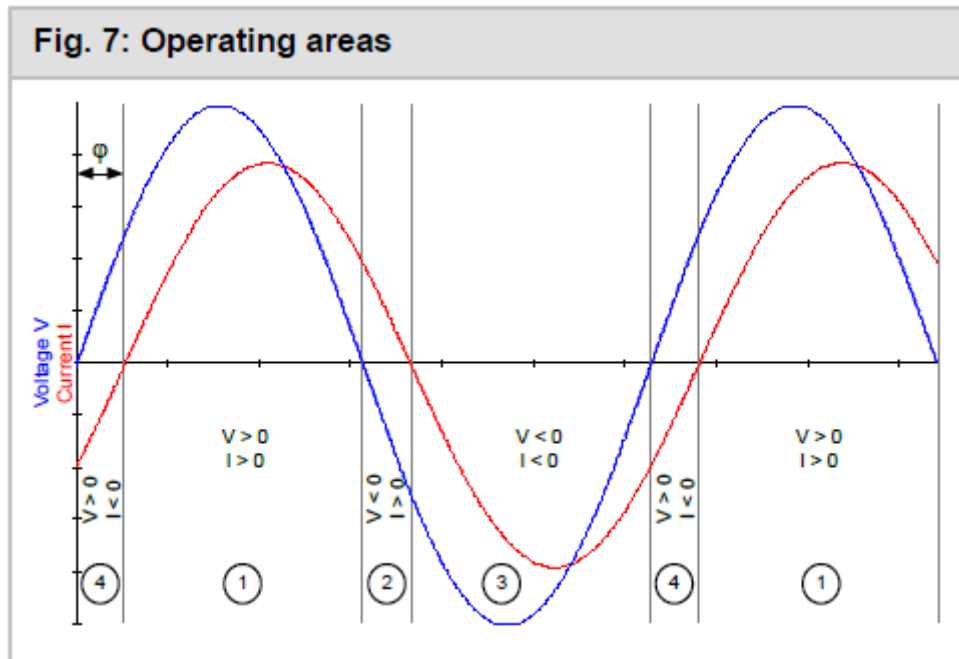 Fig. 7: Operating areas
-φ
Voltage V
Current I
V > 0
I < 0
V > 0
I > 0
V < 0
I > 0
V < 0
I < 0
V > 0
I < 0
V > 0
I > 0
4
1
2
3
4
1